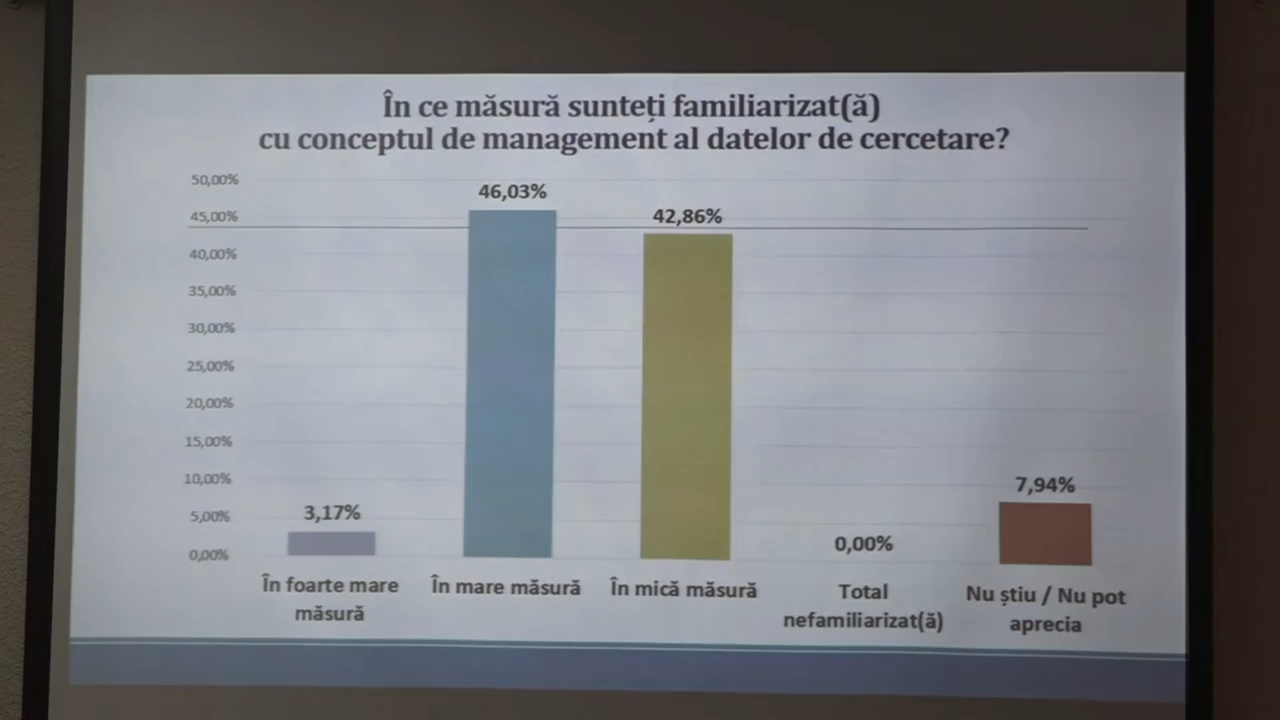 În ce măsură sunteți familiarizat(ă)
cu conceptul de management al datelor de cercetare?
50,00%
45,00%
40,00%
35,00%
30,00%
25,00%
20,00%
15,00%
10,00%
5,00%
0,00%
3,17%
46,03%
42,86%
0,00%
7,94%
În foarte mare
măsură
În mare măsură
În mică măsură
Total
nefamiliarizat(ă)
Nu știu / Nu pot
aprecia